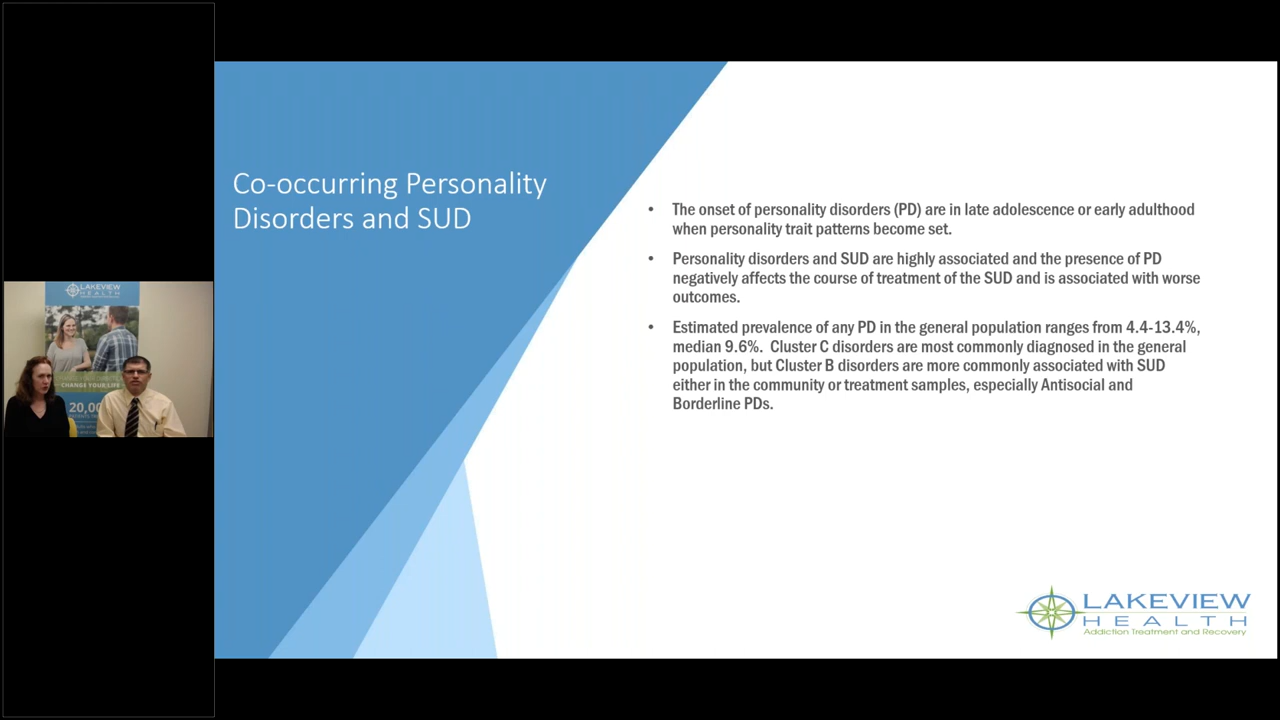 Co-occurring Personality
Disorders and SUD
• The onset of personality disorders (PD) are in late adolescence or early adulthood
when personality trait patterns become set.
• Personality disorders and SUD are highly associated and the presence of PD
negatively affects the course of treatment of the SUD and is associated with worse
outcomes.
• Estimated prevalence of any PD in the general population ranges from 4.4-13.4%,
median 9.6%. Cluster C disorders are most commonly diagnosed in the general
population, but Cluster B disorders are more commonly associated with SUD
either in the community or treatment samples, especially Antisocial and
Borderline PDs.
LAKEVIEW
HEALTH
Addiction Treatment and Recovery
LAKEVIEW
HEALTH
CHANGE YOUR LIFE
20,00